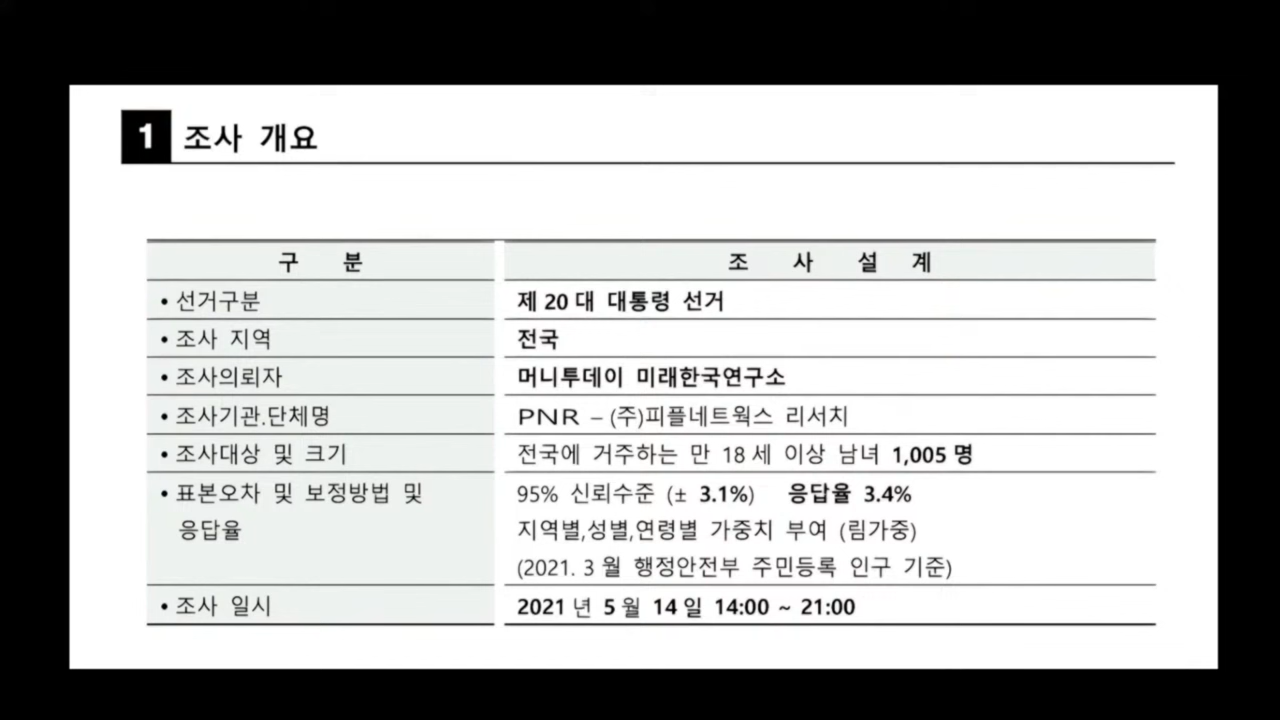 1 조사 개요
구 분 조 사 설 계
• 선거구분 제 20 대 대통령 선거
• 조사 지역 전국
• 조사의뢰자 머니투데이 미래한국연구소
• 조사기관.단체명 PNR – (주)피플네트웍스 리서치
• 조사대상 및 크기 전국에 거주하는 만 18 세 이상 남녀 1,005 명
• 표본오차 및 보정방법 및 95% 신뢰수준 (± 3.1%) 응답율 3.4%
응답율 지역별,성별,연령별 가중치 부여 (림가중)
(2021. 3 월 행정안전부 주민등록 인구 기준)
• 조사 일시 2021 년 5 월 14 일 14:00 ~ 21:00